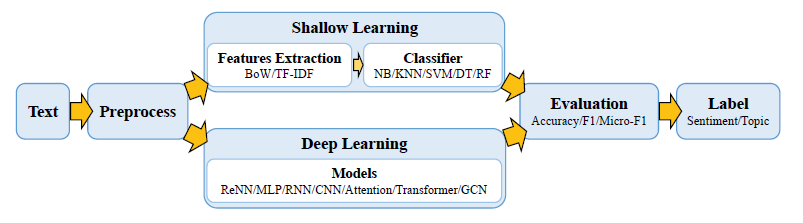 Text
Preprocess
Shallow Learning
Features Extraction
BoW/TF-IDF
Classifier
NB/KNN/SVM/DT/RF
Deep Learning
Models
ReNN/MLP/RNN/CNN/Attention/Transformer/GCN
Evaluation
Accuracy/F1/Micro-F1
Label
Sentiment/Topic